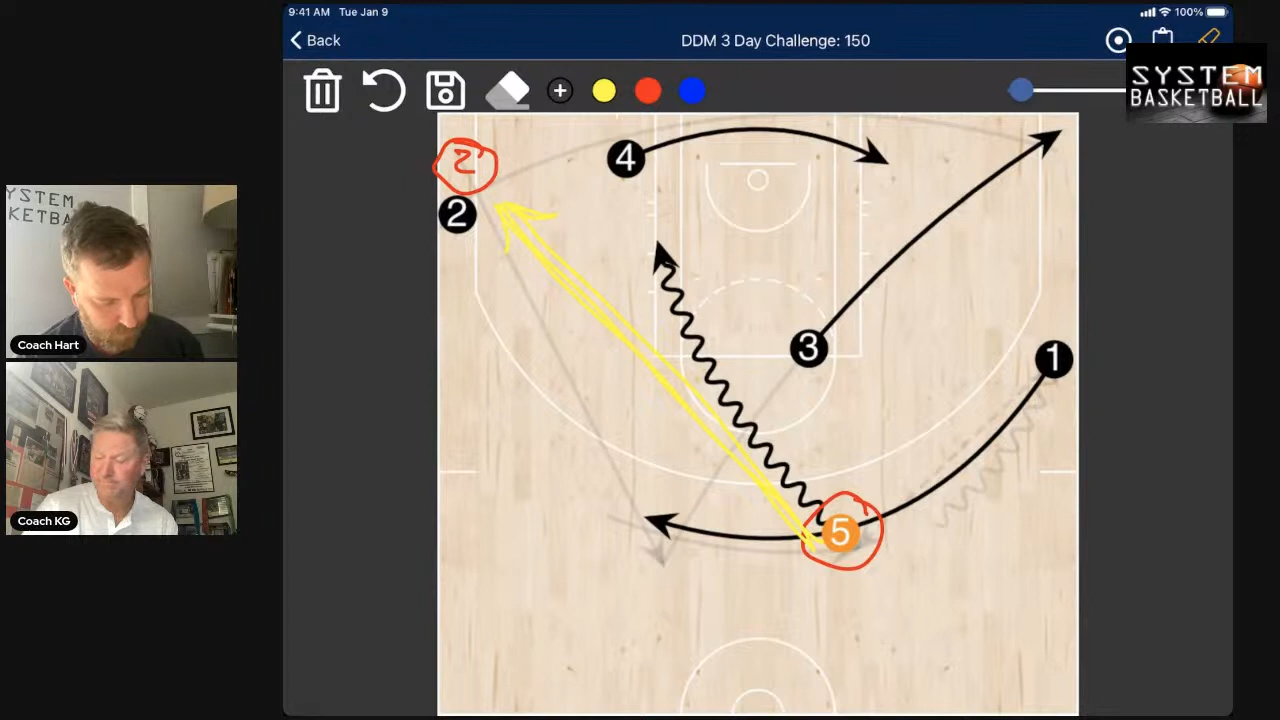 9:41 AM Tue Jan 9
100%
Back
DDM 3 Day Challenge: 150
SYSTEM
BASKETBALL
2
4
2
3
1
5
YSTEM
KETBA
Coach Hart
Coach KG